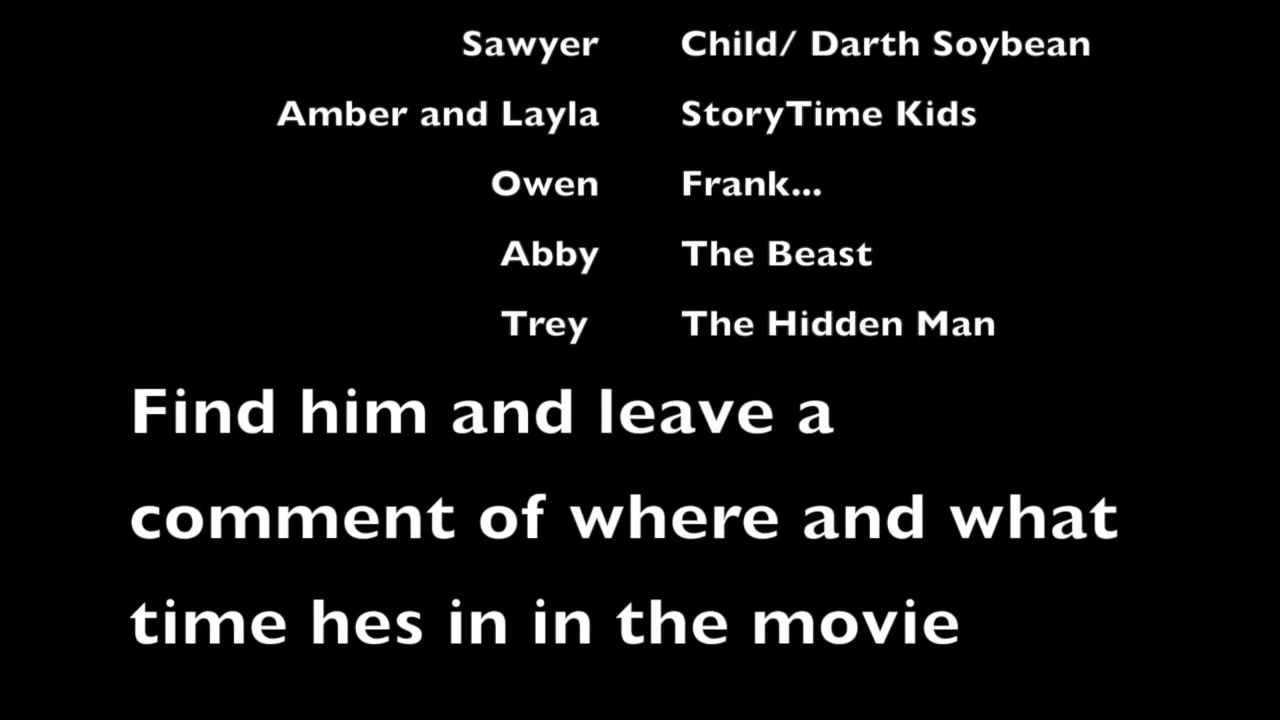 Sawyer Child/ Darth Soybean
Amber and Layla StoryTime Kids
Owen Frank...
Abby The Beast
Trey The Hidden Man
Find him and leave a
comment of where and what
time hes in in the movie